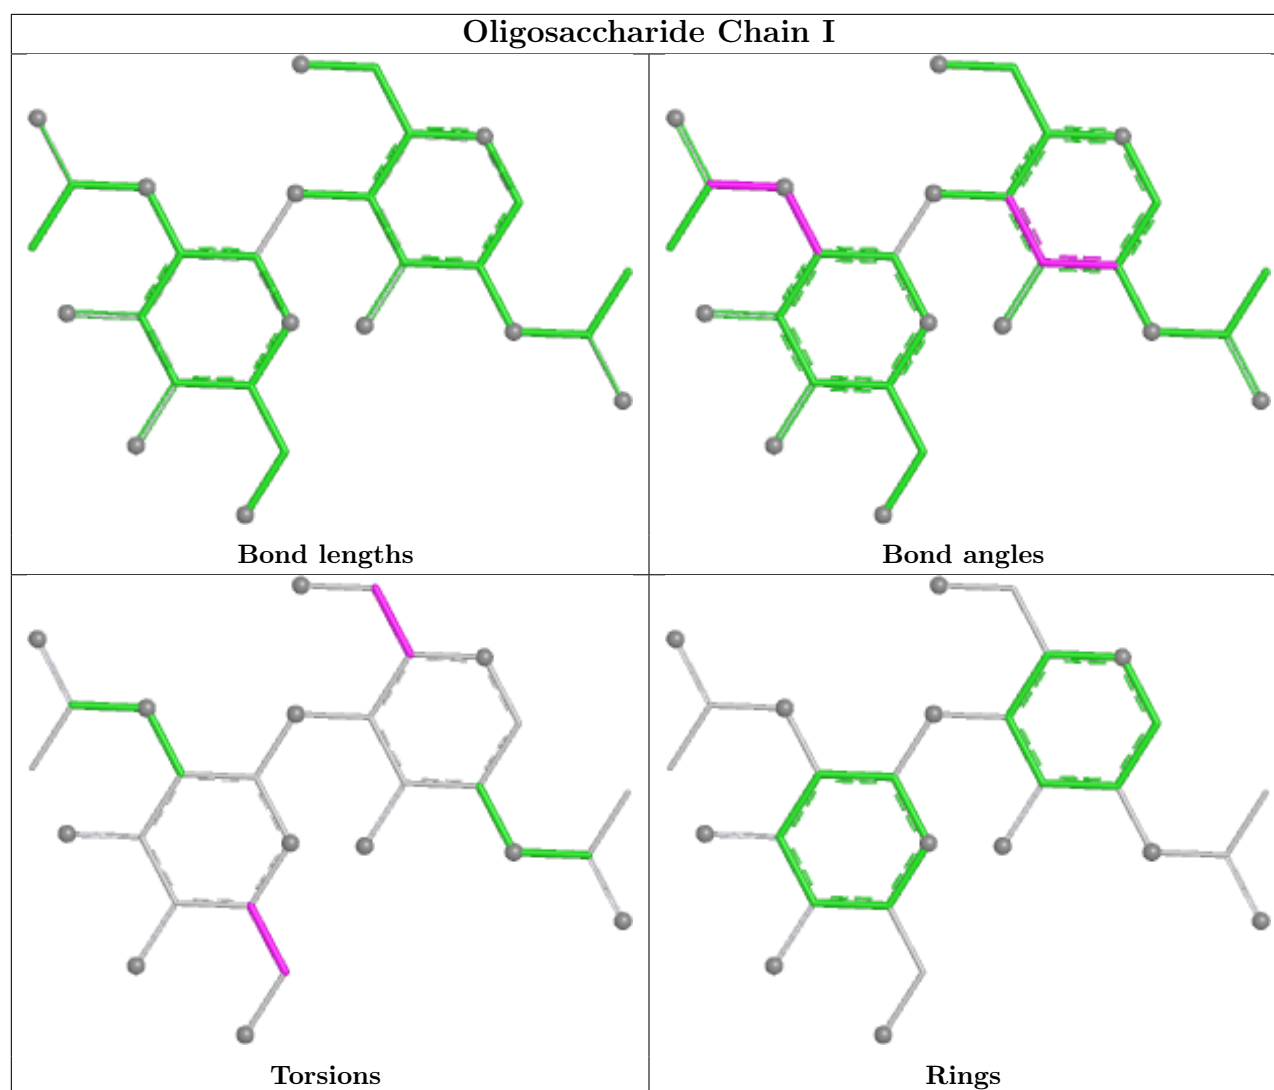 Oligosaccharide Chain I
Bond lengths
Bond angles
Torsions
Rings